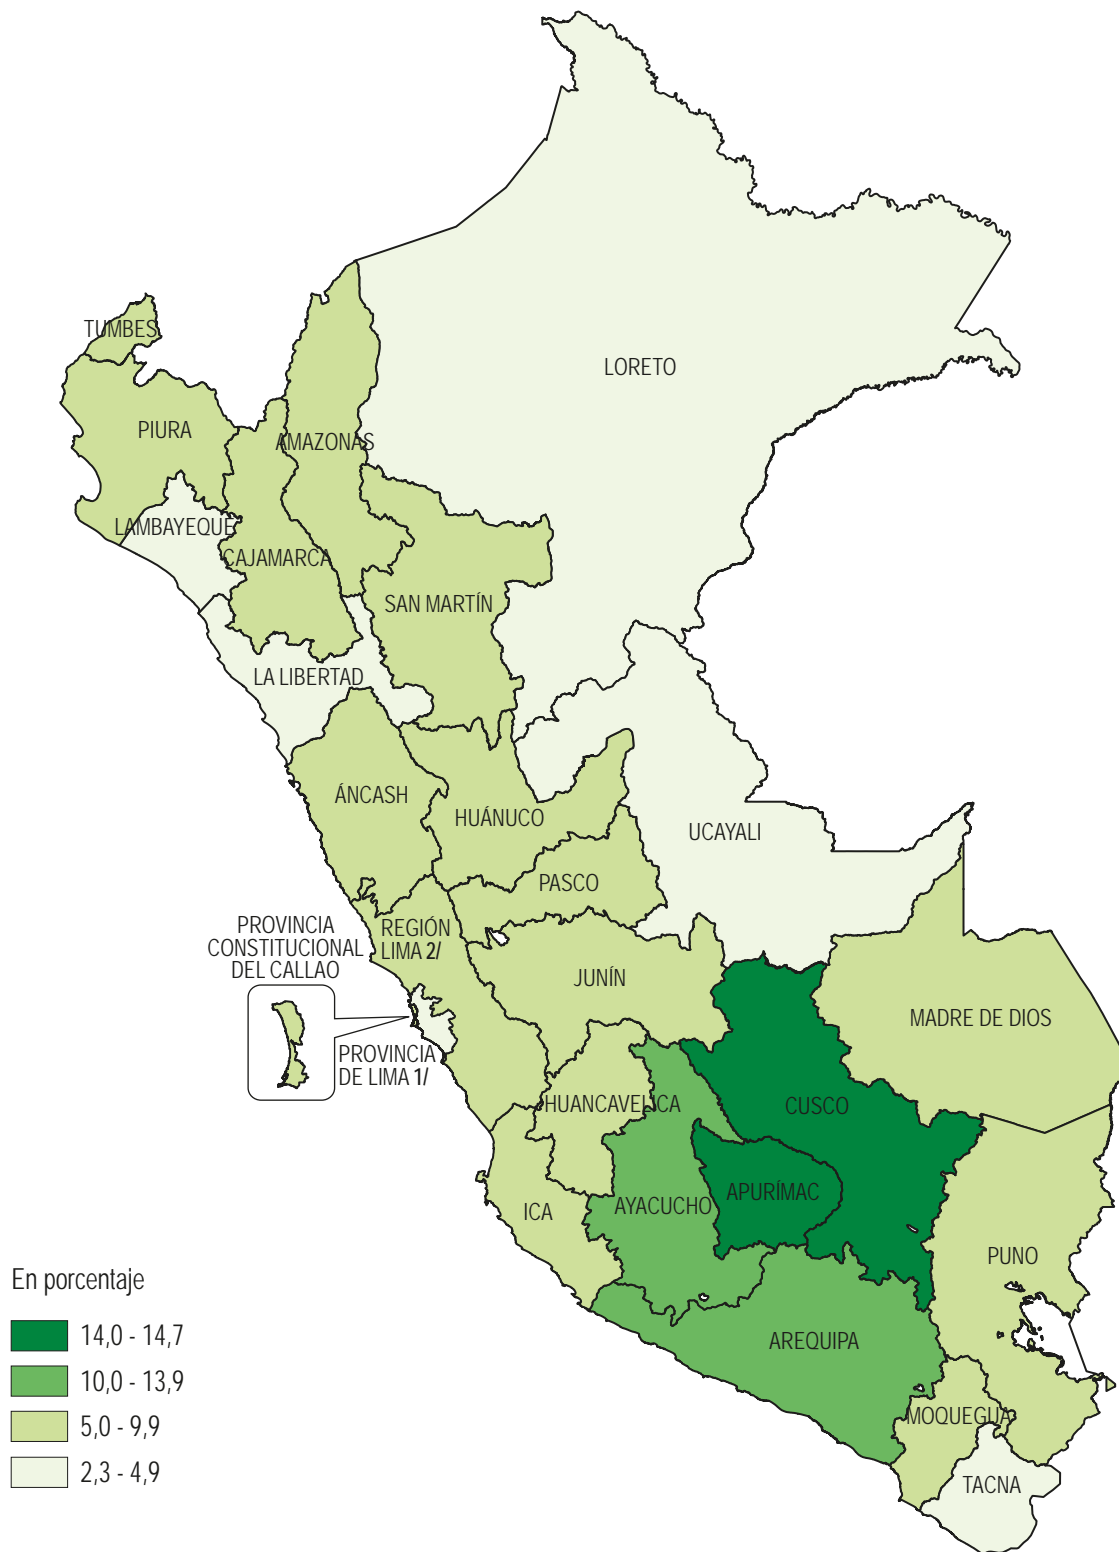 TUMBES
LORETO
PIURA
AMAZONAS
LAMBAYEQUE
CAJAMARCA
SAN MARTÍN
LA LIBERTAD
ÁNCASH
HUÁNUCO
UCAYALI
PASCO
PROVINCIA
CONSTITUCIONAL
DEL CALLAO
REGIÓN
LIMA 2/
JUNÍN
MADRE DE DIOS
PROVINCIA
DE LIMA 1/
HUANCAVELICA
CUSCO
ICA
AYACUCHO
APURÍMAC
PUNO
AREQUIPA
MOQUEGUA
TACNA
En porcentaje
14,0 - 14,7
10,0 - 13,9
5,0 - 9,9
2,3 - 4,9